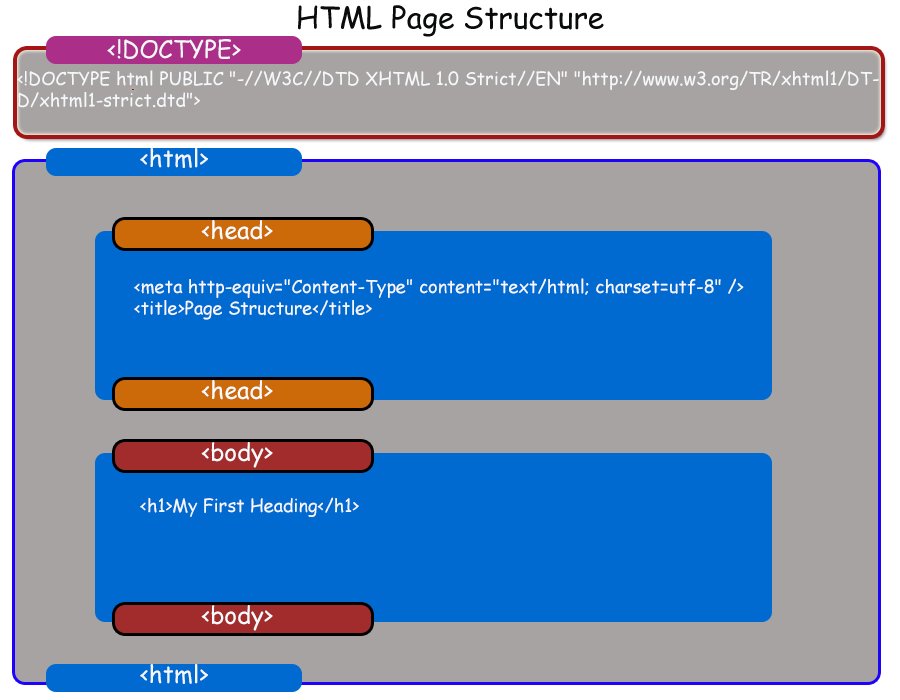 HTML Page Structure
<!DOCTYPE>
<!DOCTYPE html PUBLIC "-//W3C//DTD XHTML 1.0 Strict//EN" "http://www.w3.org/TR/xhtml1/DT-
D/xhtml1-strict.dtd">
<html>
<head>
<meta http-equiv="Content-Type" content="text/html; charset=utf-8" />
<title>Page Structure</title>
<head>
<body>
<h1>My First Heading</h1>
<body>
<html>